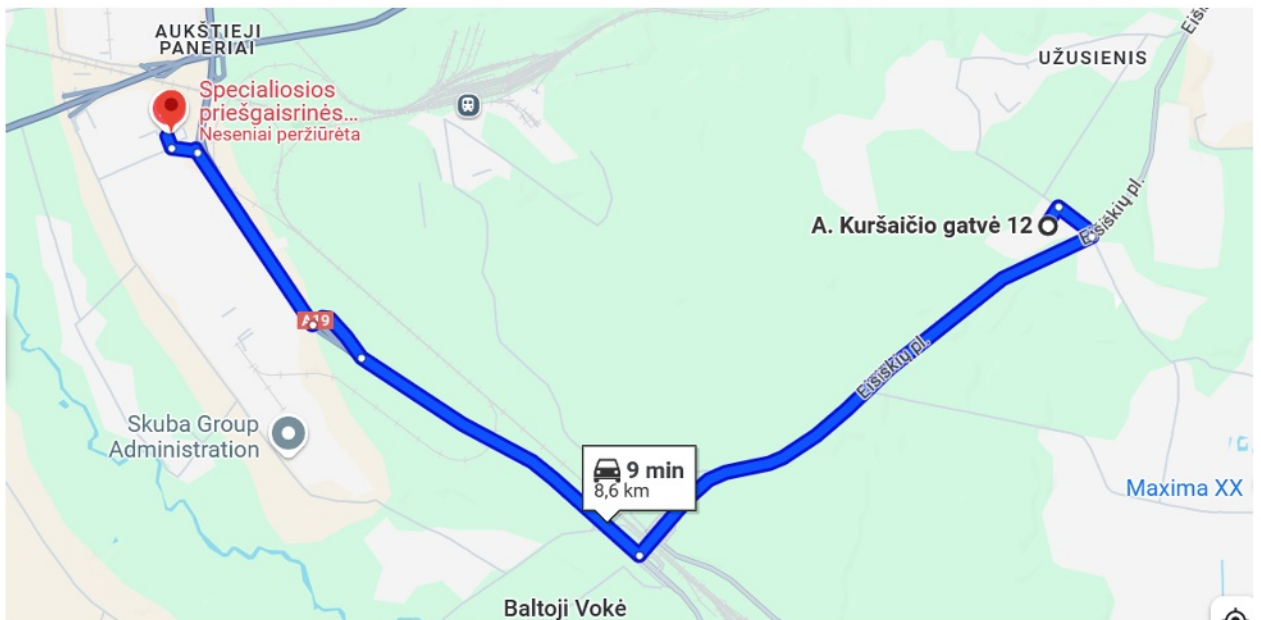 AUKŠTIEJI
PANERIAI
Eiši
UŽUSIENIS
Specialiosios
priešgaisrinės...
Neseniai peržiūrėta
Eišiškių pl.
A. Kuršaičio gatvė 12
A19
Eišiškių pl.
Skuba Group
Administration
9 min
8,6 km
Maxima XX
Baltoji Vokė